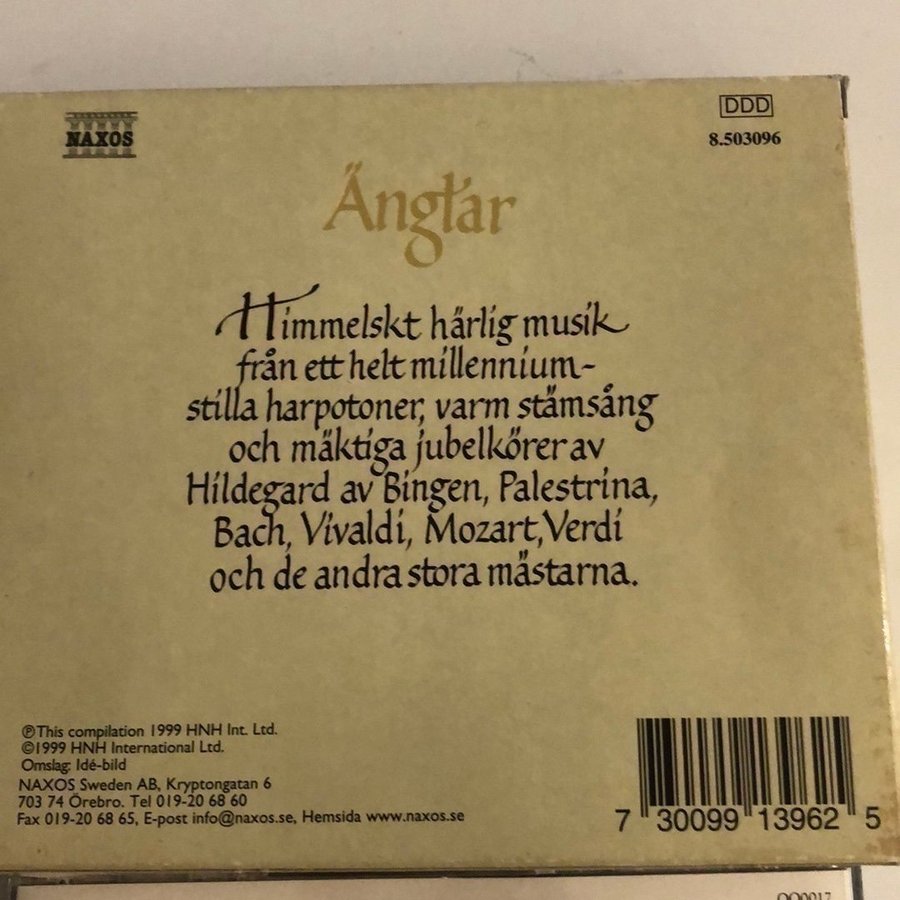 NAXOS
DDD
8.503096
Änglar
Himmelskt härlig musik
från ett helt millennium-
stilla harpotoner, varm stämsång
och mäktiga jubelkörer av
Hildegard av Bingen, Palestrina,
Bach, Vivaldi, Mozart, Verdi
och de andra stora mästarna.
℗This compilation 1999 HNH Int. Ltd.
©1999 HNH International Ltd.
Omslag: Idé-bild
NAXOS Sweden AB, Kryptongatan 6
703 74 Örebro. Tel 019-20 68 60
Fax 019-20 68 65, E-post info@naxos.se, Hemsida www.naxos.se
7 30099 13962 5